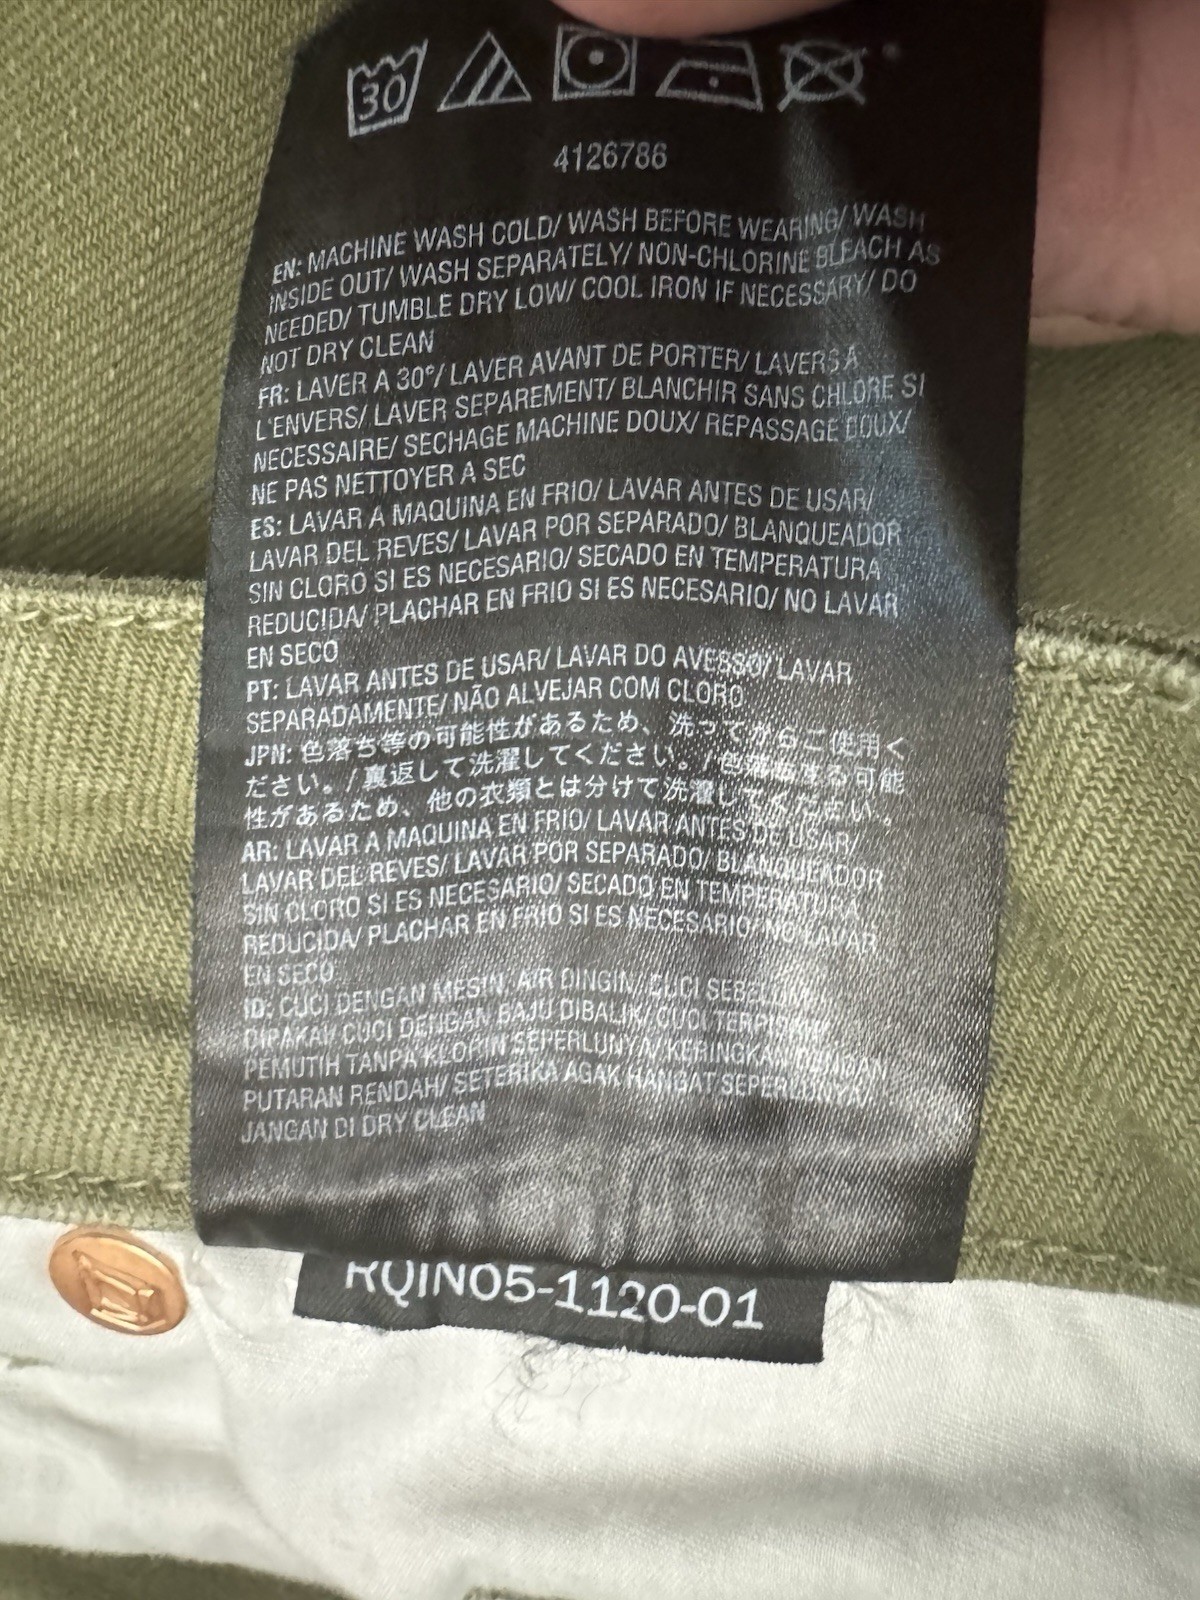 30
4126786
EN: MACHINE WASH COLD/ WASH BEFORE WEARING/ WASH
INSIDE OUT/ WASH SEPARATELY/ NON-CHLORINE BLEACH AS
NEEDED/ TUMBLE DRY LOW/ COOL IRON IF NECESSARY/ DO
NOT DRY CLEAN
FR: LAVER A 30°/ LAVER AVANT DE PORTER/ LAVERS A
L'ENVERS/ LAVER SEPAREMENT/ BLANCHIR SANS CHLORE SI
NECESSAIRE/ SECHAGE MACHINE DOUX/ REPASSAGE DOUX/
NE PAS NETTOYER A SEC
ES: LAVAR A MAQUINA EN FRIO/ LAVAR ANTES DE USAR/
LAVAR DEL REVES/ LAVAR POR SEPARADO/ BLANQUEADOR
SIN CLORO SI ES NECESARIO/ SECADO EN TEMPERATURA
REDUCIDA/ PLACHAR EN FRIO SI ES NECESARIO/ NO LAVAR
EN SECO
PT: LAVAR ANTES DE USAR/ LAVAR DO AVESSO/ LAVAR
SEPARADAMENTE/ NÃO ALVEJAR COM CLORO
JPN: 色落ち等の可能性があるため、洗ってからご使用く
ださい。/裏返して洗濯してください。/色落ちする可能
性があるため、他の衣類とは分けて洗濯してください。
AR: LAVAR A MAQUINA EN FRIO/ LAVAR ANTES DE USAR/
LAVAR DEL REVES/ LAVAR POR SEPARADO/ BLANQUEADOR
SIN CLORO SI ES NECESARIO/ SECADO EN TEMPERATURA
REDUCIDA/ PLACHAR EN FRIO SI ES NECESARIO/ NO LAVAR
EN SECO
ID: CUCI DENGAN MESIN, AIR DINGIN/ CUCI SEBELUM
DIPAKAI/ CUCI DENGAN BAJU DIBALIK/ CUCI TERPISAH/
PEMUTIH TANPA KLORIN SEPERLUNYA/ KERINGKAN DENGAN
PUTARAN RENDAH/ SETERIKA AGAK HANGAT SEPERLUNYA/
JANGAN DI DRY CLEAN
RQIN05-1120-01